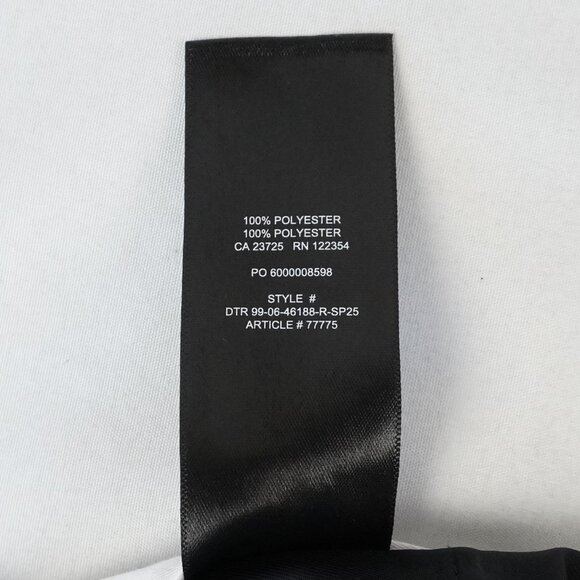 100% POLYESTER
100% POLYESTER
CA 23725 RN 122354
PO 6000008598
STYLE #
DTR 99-06-46188-R-SP25
ARTICLE # 77775